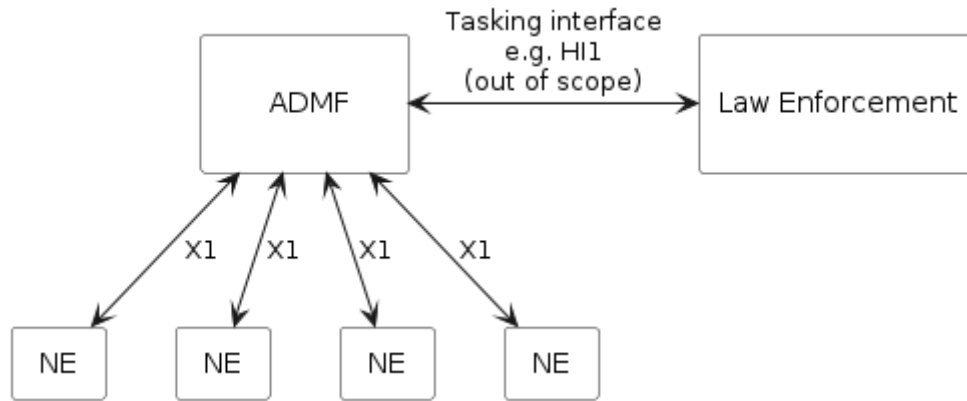 Tasking interface
e.g. HI1
(out of scope)
ADMF
Law Enforcement
X1
X1
X1
X1
NE
NE
NE
NE